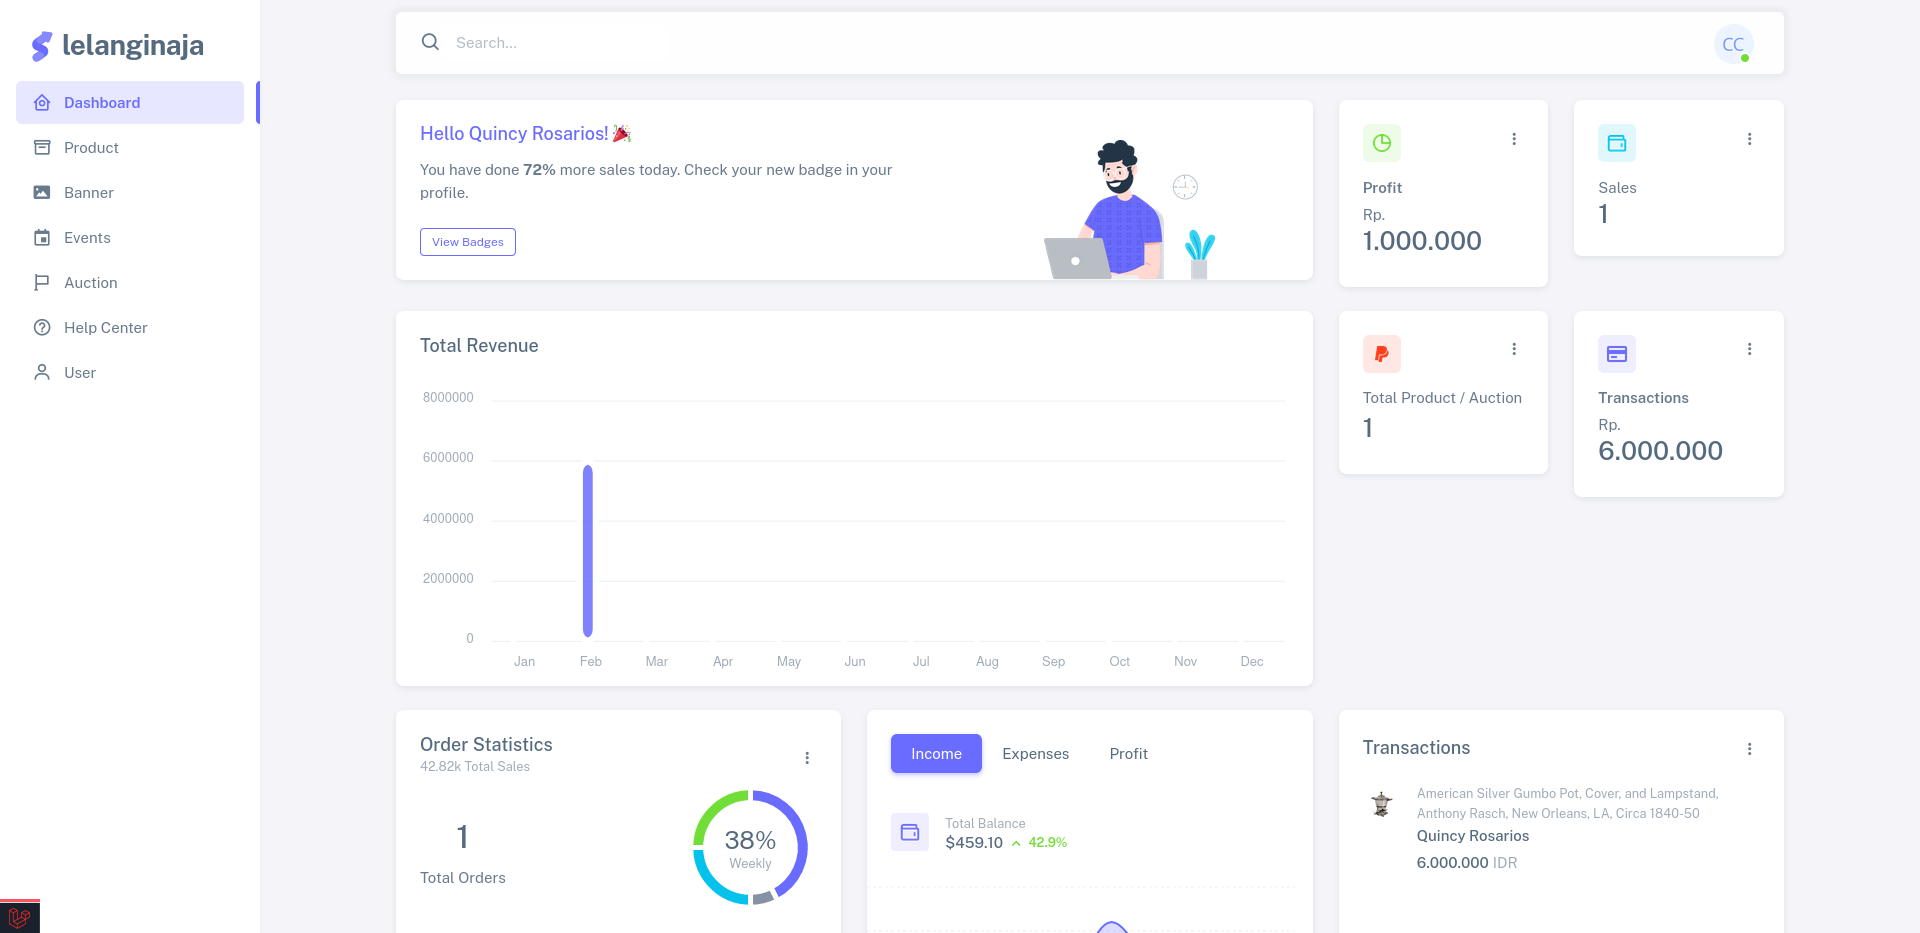 lelanginaja
Dashboard
Product
Banner
Events
Auction
Help Center
User
Search...
CC
Hello Quincy Rosarios!
You have done 72% more sales today. Check your new badge in your
profile.
View Badges
Profit
Rp.
1.000.000
Sales
1
Total Revenue
8000000
6000000
4000000
2000000
0
Jan Feb Mar Apr May Jun Jul Aug Sep Oct Nov Dec
Total Product / Auction
1
Transactions
Rp.
6.000.000
Order Statistics
42.82k Total Sales
1
Total Orders
38%
Weekly
Income Expenses Profit
Total Balance
$459.10 42.9%
Transactions
American Silver Gumbo Pot, Cover, and Lampstand,
Anthony Rasch, New Orleans, LA, Circa 1840-50
Quincy Rosarios
6.000.000 IDR